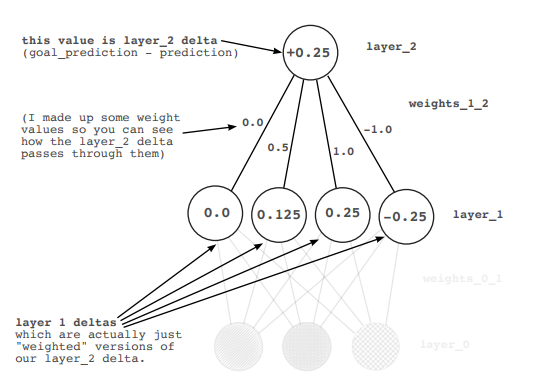 this value is layer_2 delta
(goal_prediction - prediction)
+0.25
layer_2
weights_1_2
(I made up some weight
values so you can see
how the layer_2 delta
passes through them)
0.0
0.5
1.0
-1.0
0.0
0.125
0.25
-0.25
layer_1
weights_0_1
layer 1 deltas
which are actually just
"weighted" versions of
our layer_2 delta.
layer_0